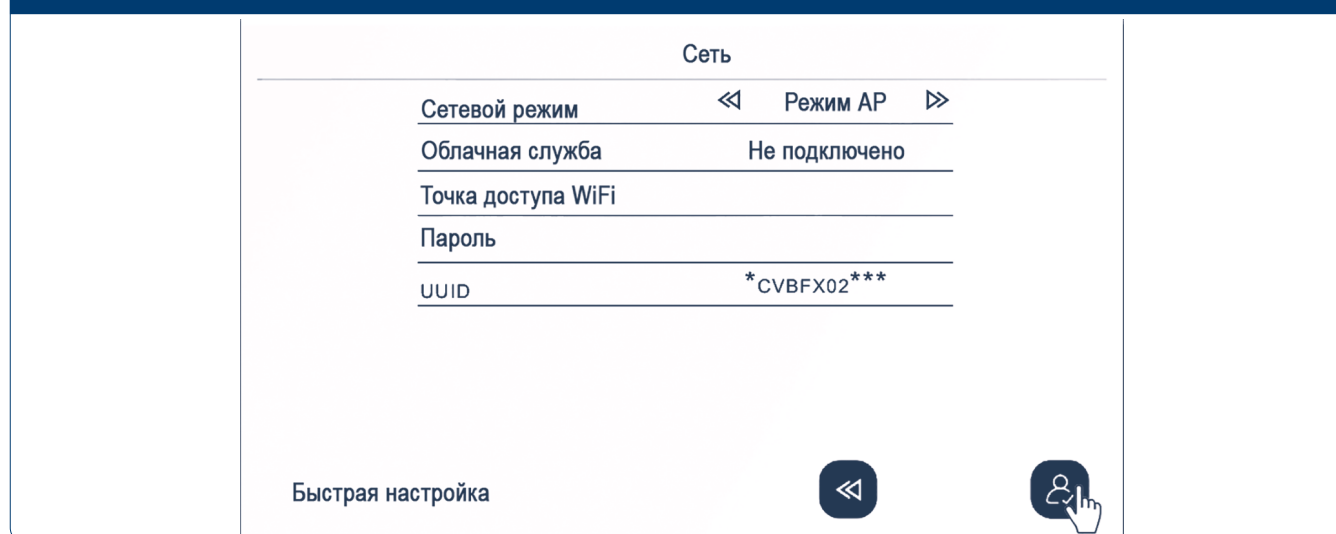 Сеть
Сетевой режим Режим AP
Облачная служба Не подключено
Точка доступа WiFi
Пароль
UUID *CVBFX02***
Быстрая настройка